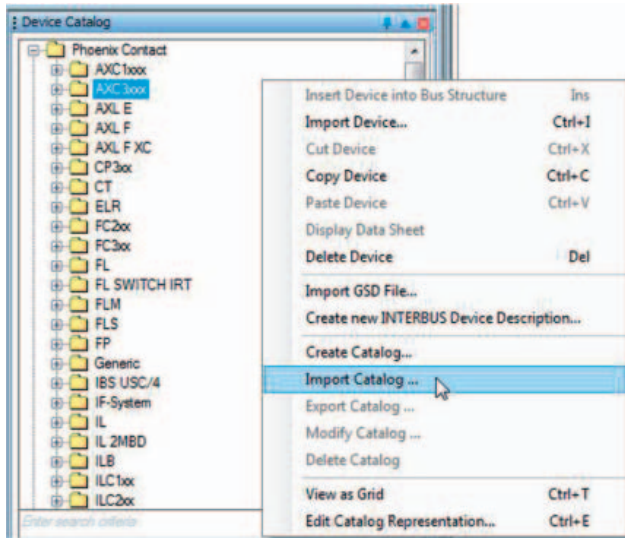 Device Catalog
Phoenix Contact
AXC1xxx
AXC3xxx
AXL E
AXL F
AXL F XC
CP3xx
CT
ELR
FC2xx
FC3xx
FL
FL SWITCH IRT
FLM
FLS
FP
Generic
IBS USC/4
IF-System
IL
IL 2MBD
ILB
ILC1xx
ILC2xx
Enter search criteria
Insert Device into Bus Structure Ins
Import Device... Ctrl+I
Cut Device Ctrl+X
Copy Device Ctrl+C
Paste Device Ctrl+V
Display Data Sheet
Delete Device Del
Import GSD File...
Create new INTERBUS Device Description...
Create Catalog...
Import Catalog ...
Export Catalog ...
Modify Catalog ...
Delete Catalog
View as Grid Ctrl+T
Edit Catalog Representation... Ctrl+E